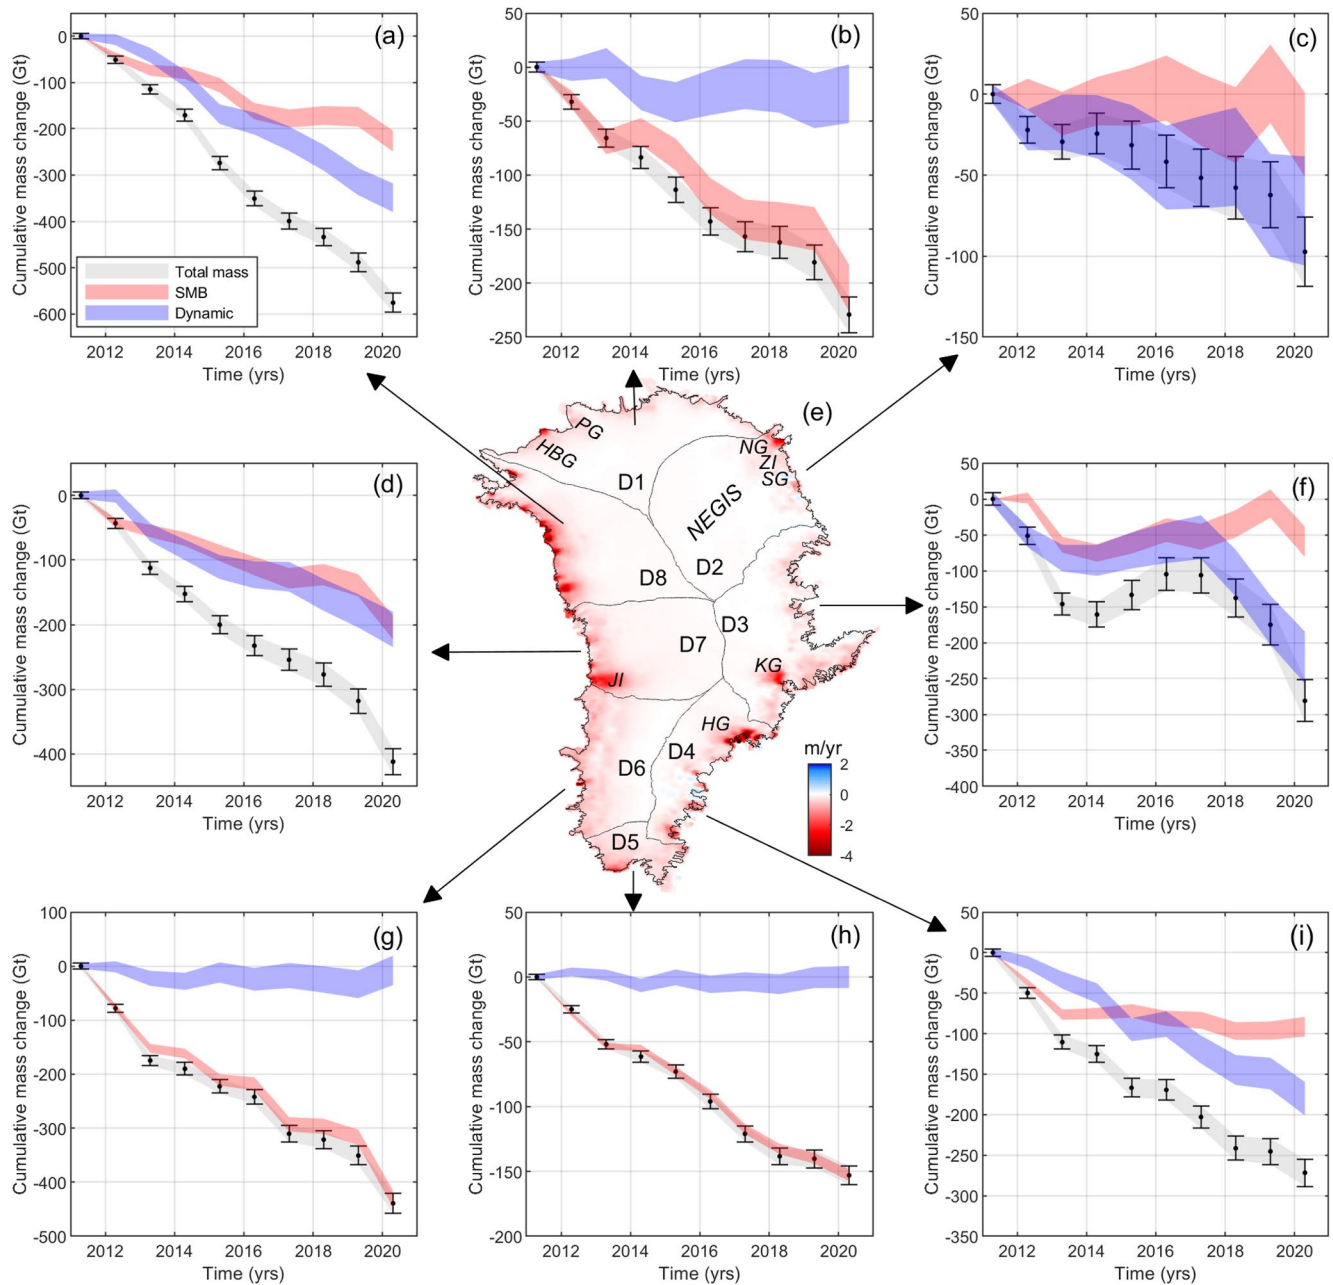 (a)
Cumulative mass change (Gt)
0
-100
-200
-300
-400
-500
-600
Total mass
SMB
Dynamic
2012 2014 2016 2018 2020
Time (yrs)
(b)
Cumulative mass change (Gt)
50
0
-50
-100
-150
-200
-250
2012 2014 2016 2018 2020
Time (yrs)
(c)
Cumulative mass change (Gt)
50
0
-50
-100
-150
2012 2014 2016 2018 2020
Time (yrs)
(d)
Cumulative mass change (Gt)
0
-100
-200
-300
-400
2012 2014 2016 2018 2020
Time (yrs)
(e)
PG
HBG
NG
ZI
SG
D1
NEGIS
D2
D8
D3
D7
KG
JI
HG
D4
D6
D5
m/yr
2
0
-2
-4
(f)
Cumulative mass change (Gt)
50
0
-50
-100
-150
-200
-250
-300
-350
-400
2012 2014 2016 2018 2020
Time (yrs)
(g)
Cumulative mass change (Gt)
100
0
-100
-200
-300
-400
-500
2012 2014 2016 2018 2020
Time (yrs)
(h)
Cumulative mass change (Gt)
50
0
-50
-100
-150
-200
2012 2014 2016 2018 2020
Time (yrs)
(i)
Cumulative mass change (Gt)
50
0
-50
-100
-150
-200
-250
-300
-350
2012 2014 2016 2018 2020
Time (yrs)